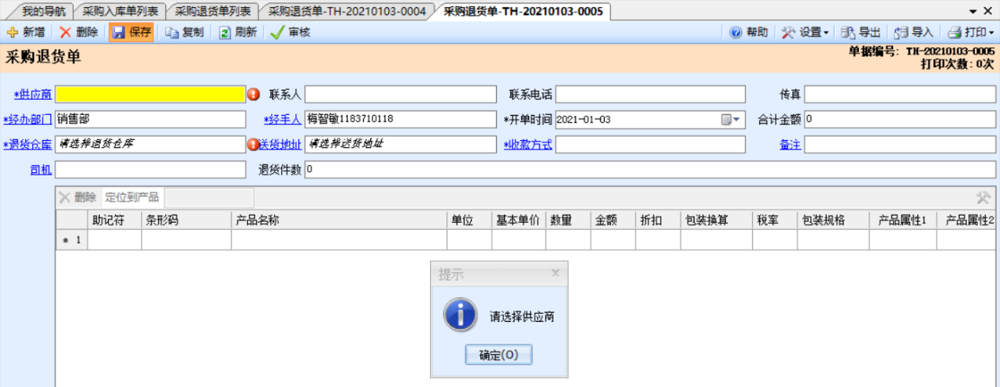 我的导航 采购入库单列表 采购退货单列表 采购退货单-TH-20210103-0004 采购退货单-TH-20210103-0005
新增 删除 保存 复制 刷新 审核 帮助 设置 导出 导入 打印
采购退货单
单据编号: TH-20210103-0005
打印次数: 0次
*供应商 联系人 联系电话 传真
*经办部门 销售部 *经手人 梅智敏1183710118 *开单时间 2021-01-03 合计金额 0
*退货仓库 请选择退货仓库 送货地址 请选择送货地址 *收款方式 备注
司机 退货件数 0
删除 定位到产品
助记符 条形码 产品名称 单位 基本单价 数量 金额 折扣 包装换算 税率 包装规格 产品属性1 产品属性2
* 1
提示
请选择供应商
确定(O)